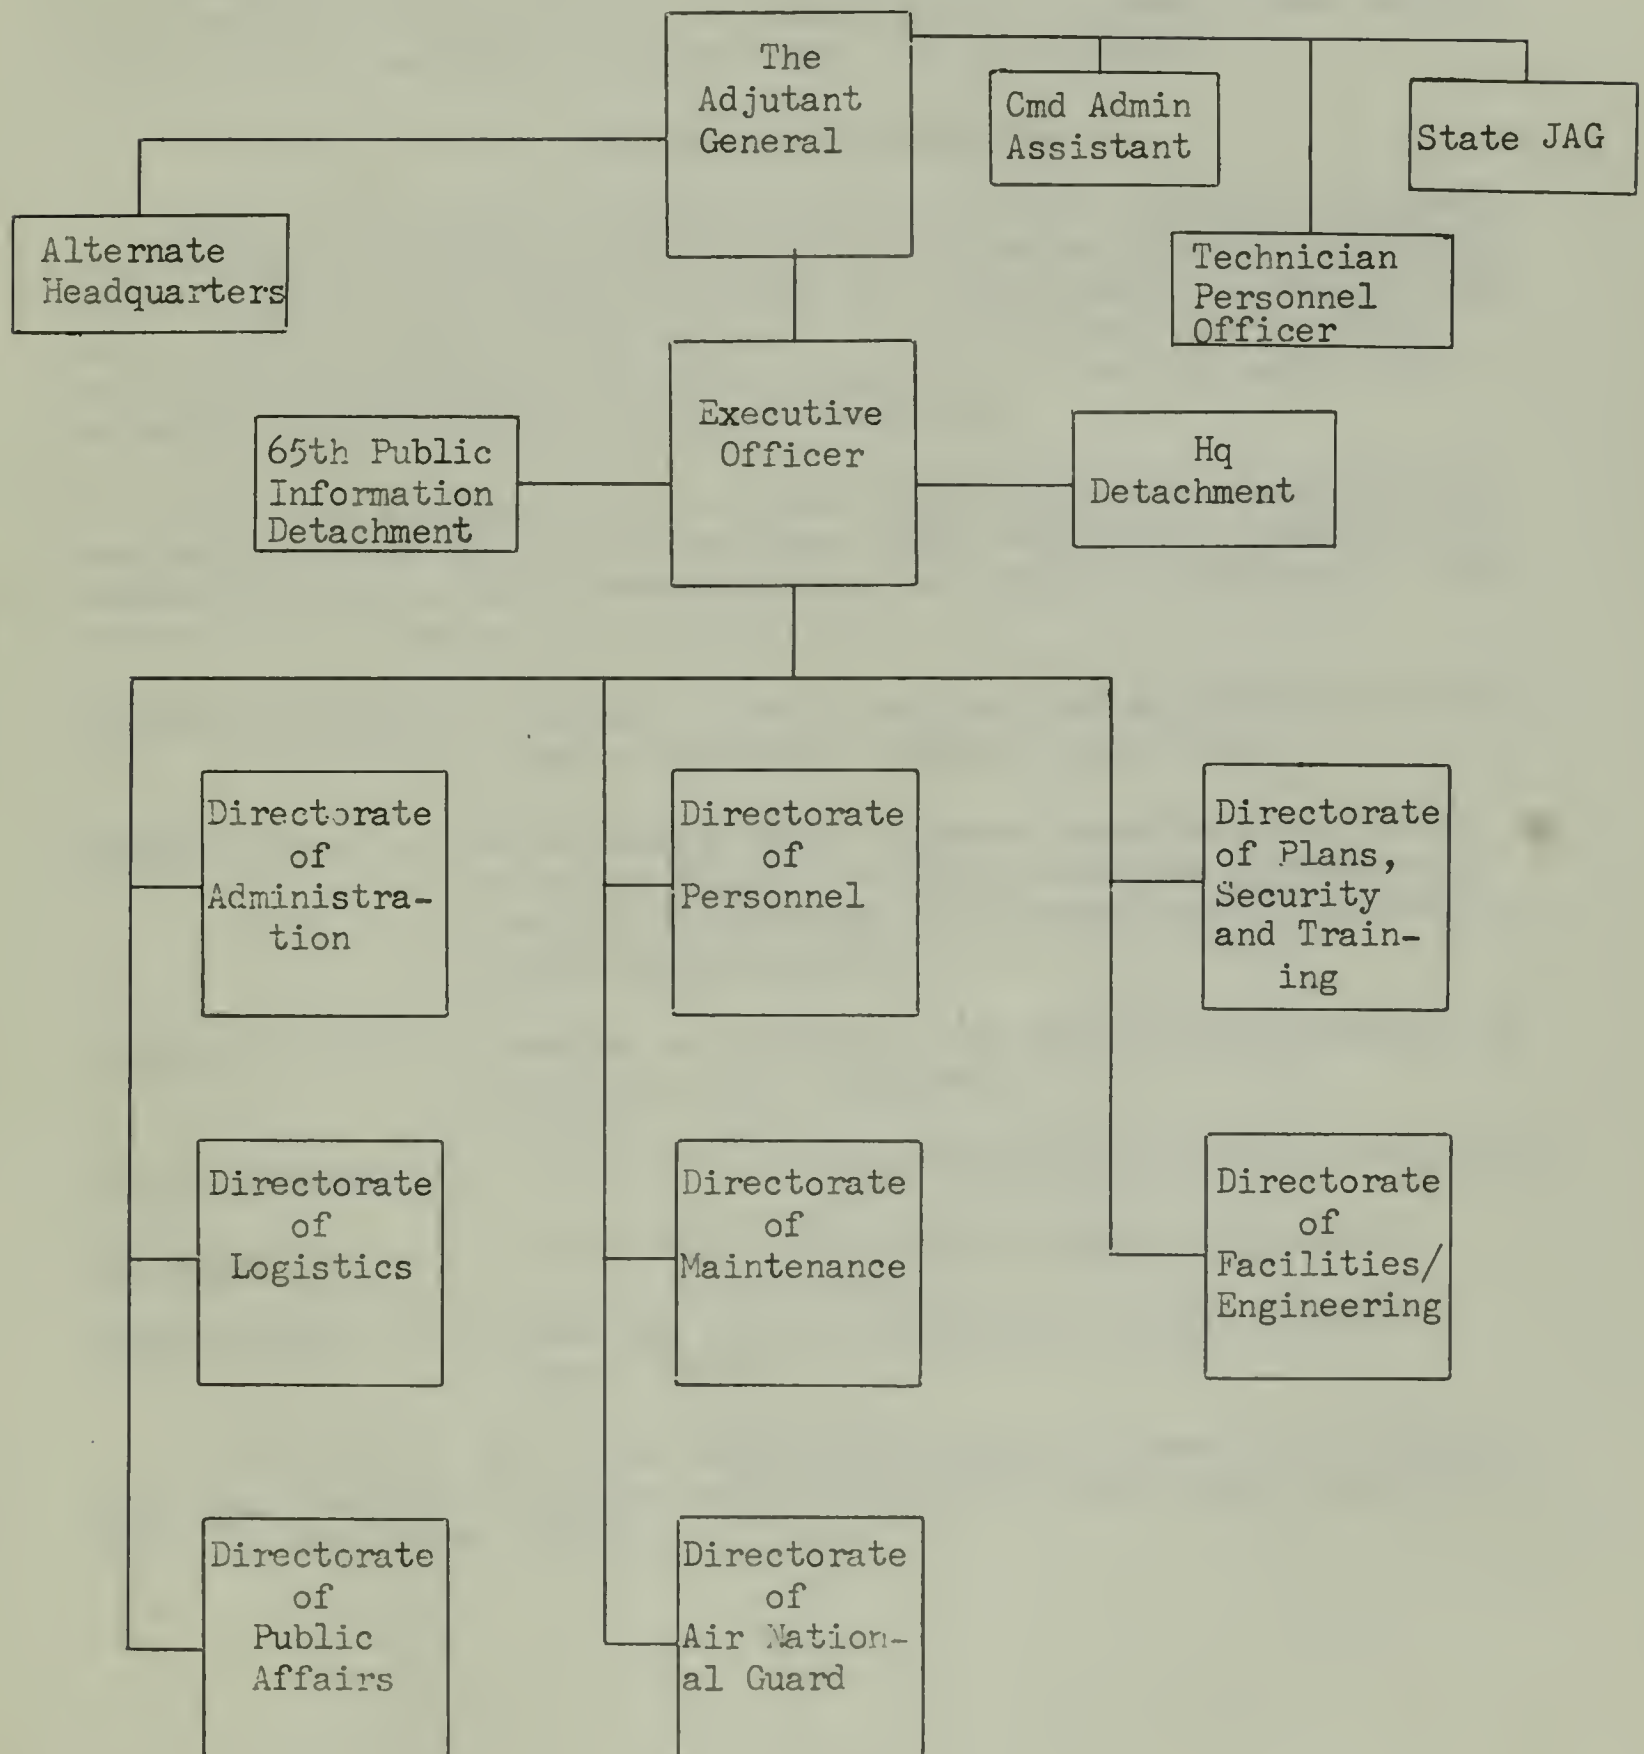 The
Adjutant
General
Cmd Admin
Assistant
State JAG
Alternate
Headquarters
Technician
Personnel
Officer
Executive
Officer
65th Public
Information
Detachment
Hq
Detachment
Directorate
of
Administra-
tion
Directorate
of
Personnel
Directorate
of Plans,
Security
and Train-
ing
Directorate
of
Logistics
Directorate
of
Maintenance
Directorate
of
Facilities/
Engineering
Directorate
of
Public
Affairs
Directorate
of
Air Nation-
al Guard